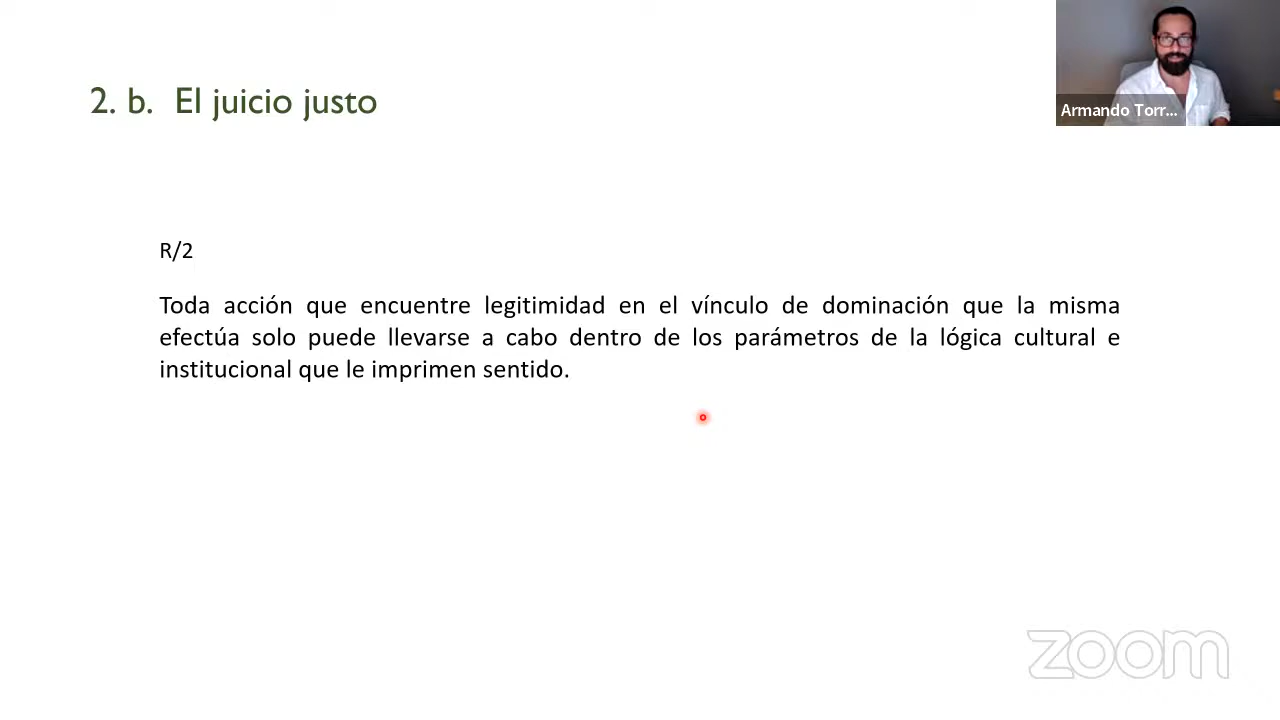 2. b. El juicio justo
Armando Torr...
R/2
Toda acción que encuentre legitimidad en el vínculo de dominación que la misma
efectúa solo puede llevarse a cabo dentro de los parámetros de la lógica cultural e
institucional que le imprimen sentido.
zoom